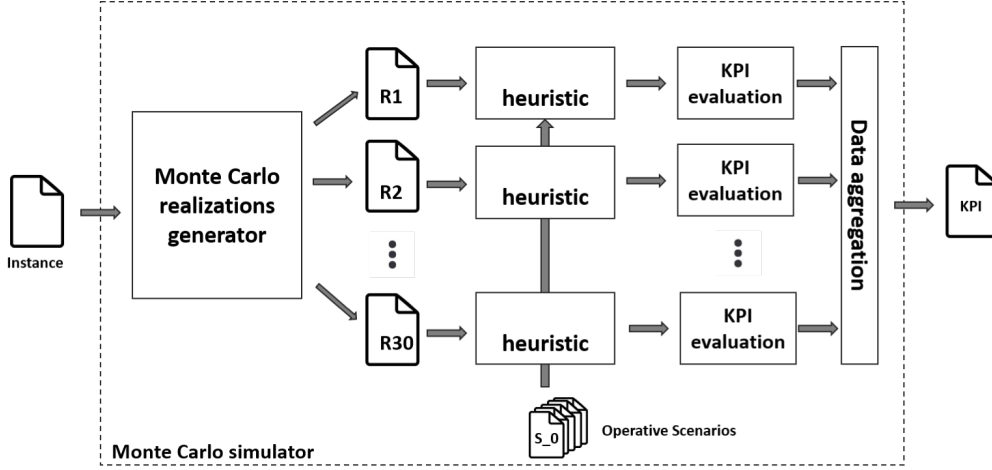 Instance
Monte Carlo
realizations
generator
R1
R2
R30
heuristic
heuristic
heuristic
KPI
evaluation
KPI
evaluation
KPI
evaluation
Data aggregation
KPI
S_0
Operative Scenarios
Monte Carlo simulator